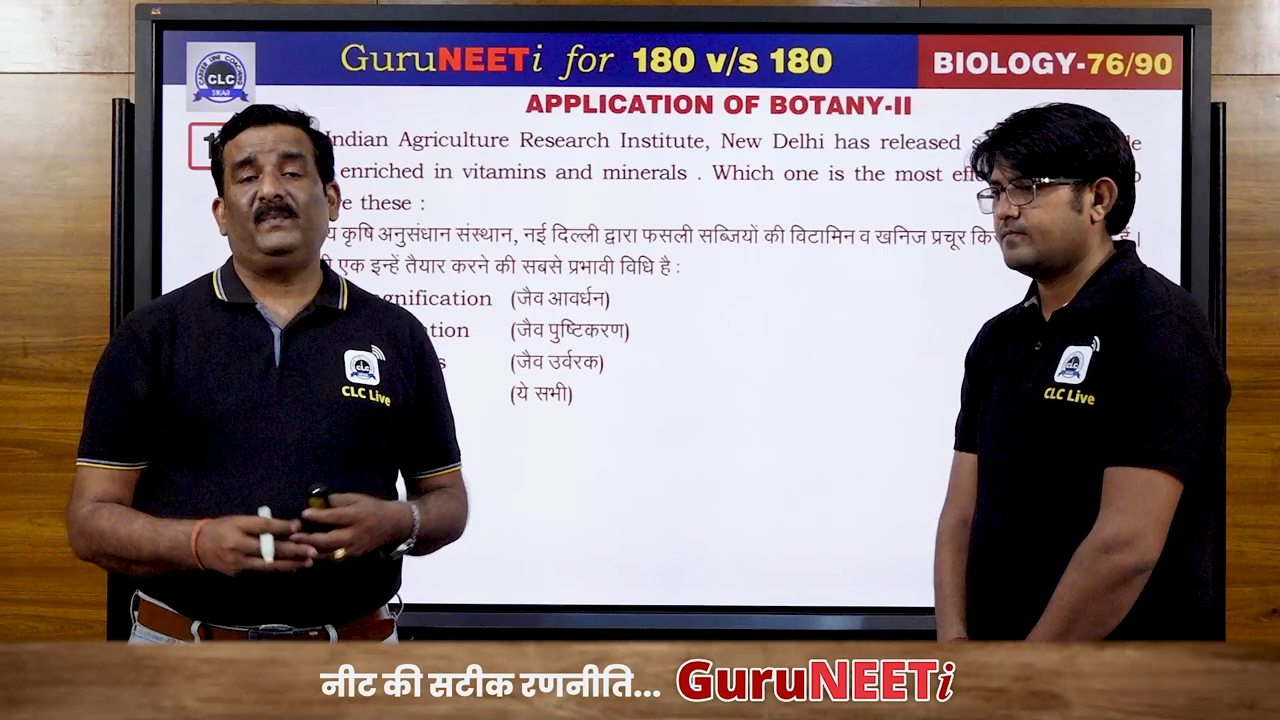 GuruNEETi for 180 v/s 180
BIOLOGY-76/90
CLC
SIKAR
APPLICATION OF BOTANY-II
Indian Agriculture Research Institute, New Delhi has released
enriched in vitamins and minerals . Which one is the most
these :
कृषि अनुसंधान संस्थान, नई दिल्ली द्वारा फसली सब्जियों की विटामिन व खनिज प्रचूर
एक इन्हें तैयार करने की सबसे प्रभावी विधि है :
(जैव आवर्धन)
(जैव पुष्टिकरण)
(जैव उर्वरक)
(ये सभी)
CLC Live
CLC Live
नीट की सटीक रणनीति... GuruNEETi